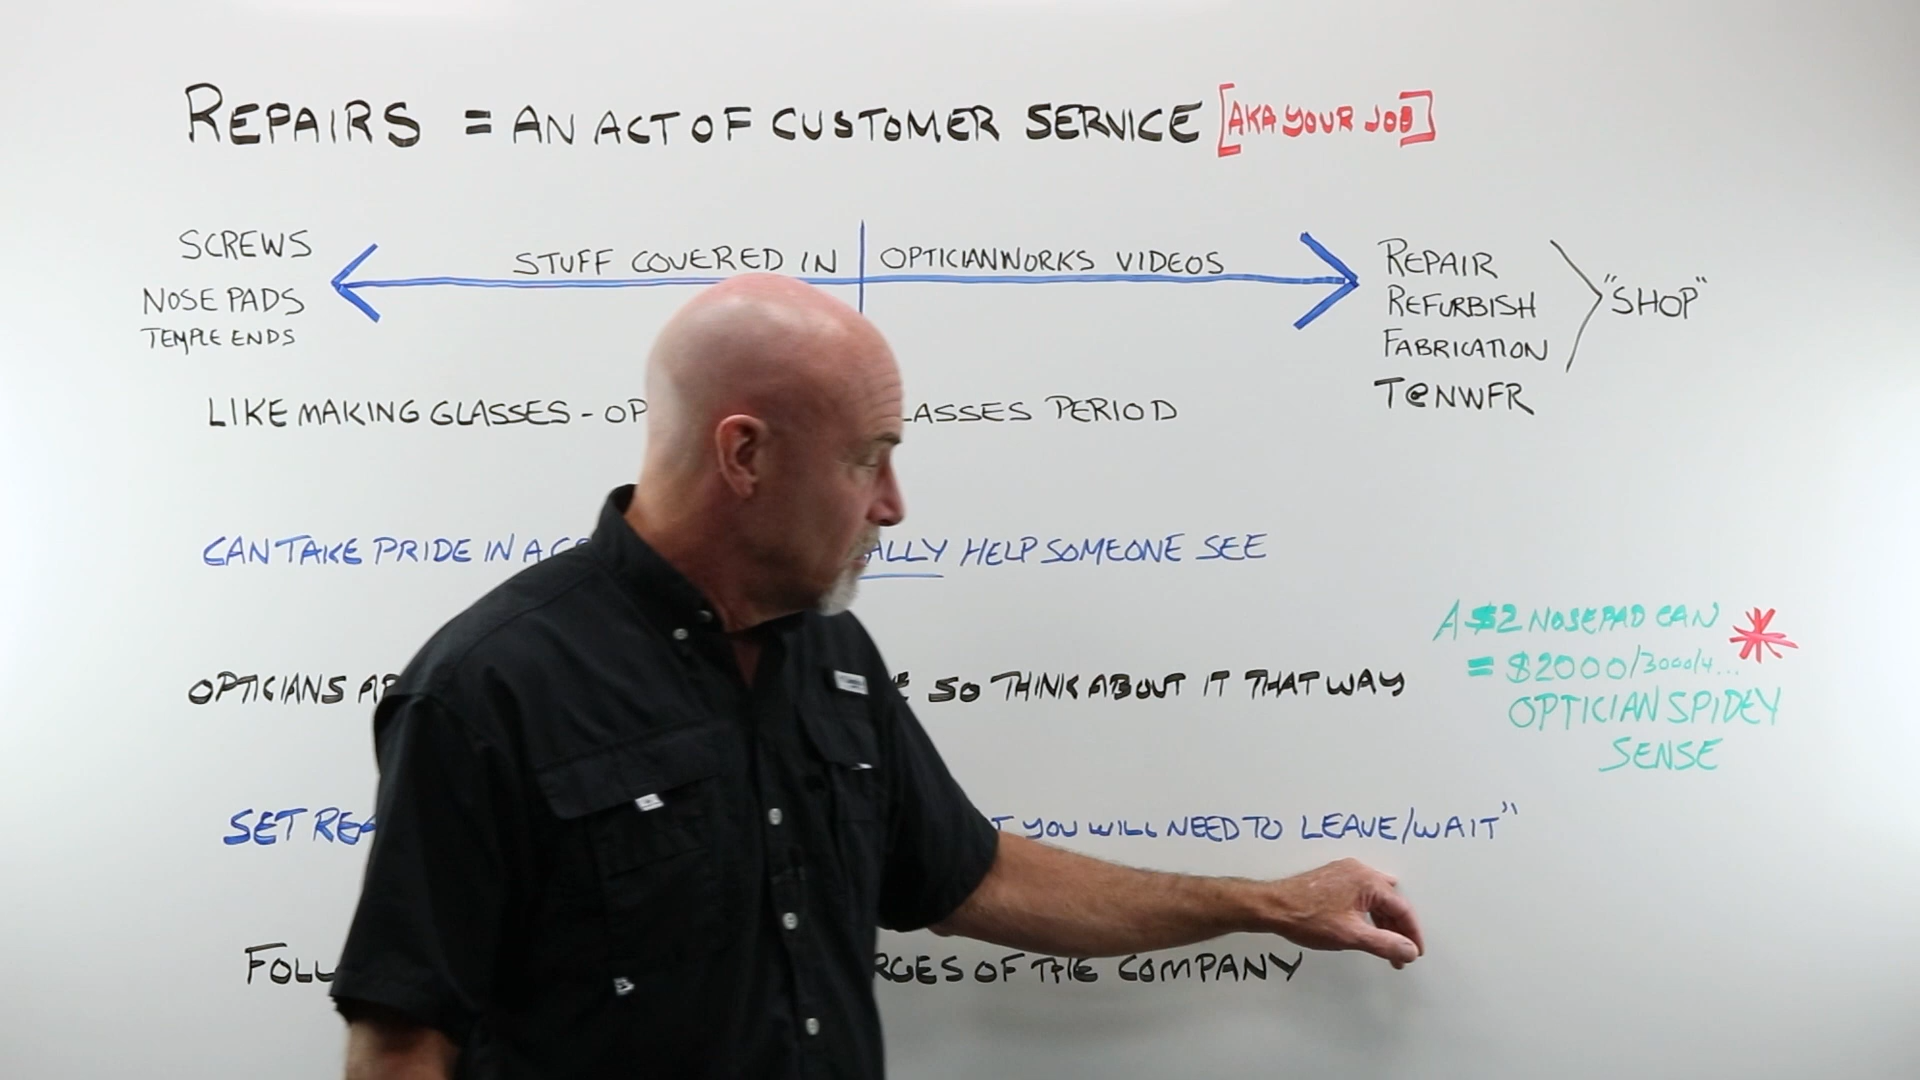 REPAIRS = AN ACT OF CUSTOMER SERVICE [AKA YOUR JOB]
SCREWS
NOSE PADS
TEMPLE ENDS
STUFF COVERED IN OPTICIANWORKS VIDEOS
REPAIR
REFURBISH
FABRICATION
T@NWFR
"SHOP"
LIKE MAKING GLASSES - OP LASSES PERIOD
CAN TAKE PRIDE IN ALLY HELP SOMEONE SEE
OPTICIANS SO THINK ABOUT IT THAT WAY
A $2 NOSEPAD CAN
= $2000/3000/4...
OPTICIAN SPIDEY
SENSE
SET YOU WILL NEED TO LEAVE/WAIT"
FOLL RGES OF THE COMPANY